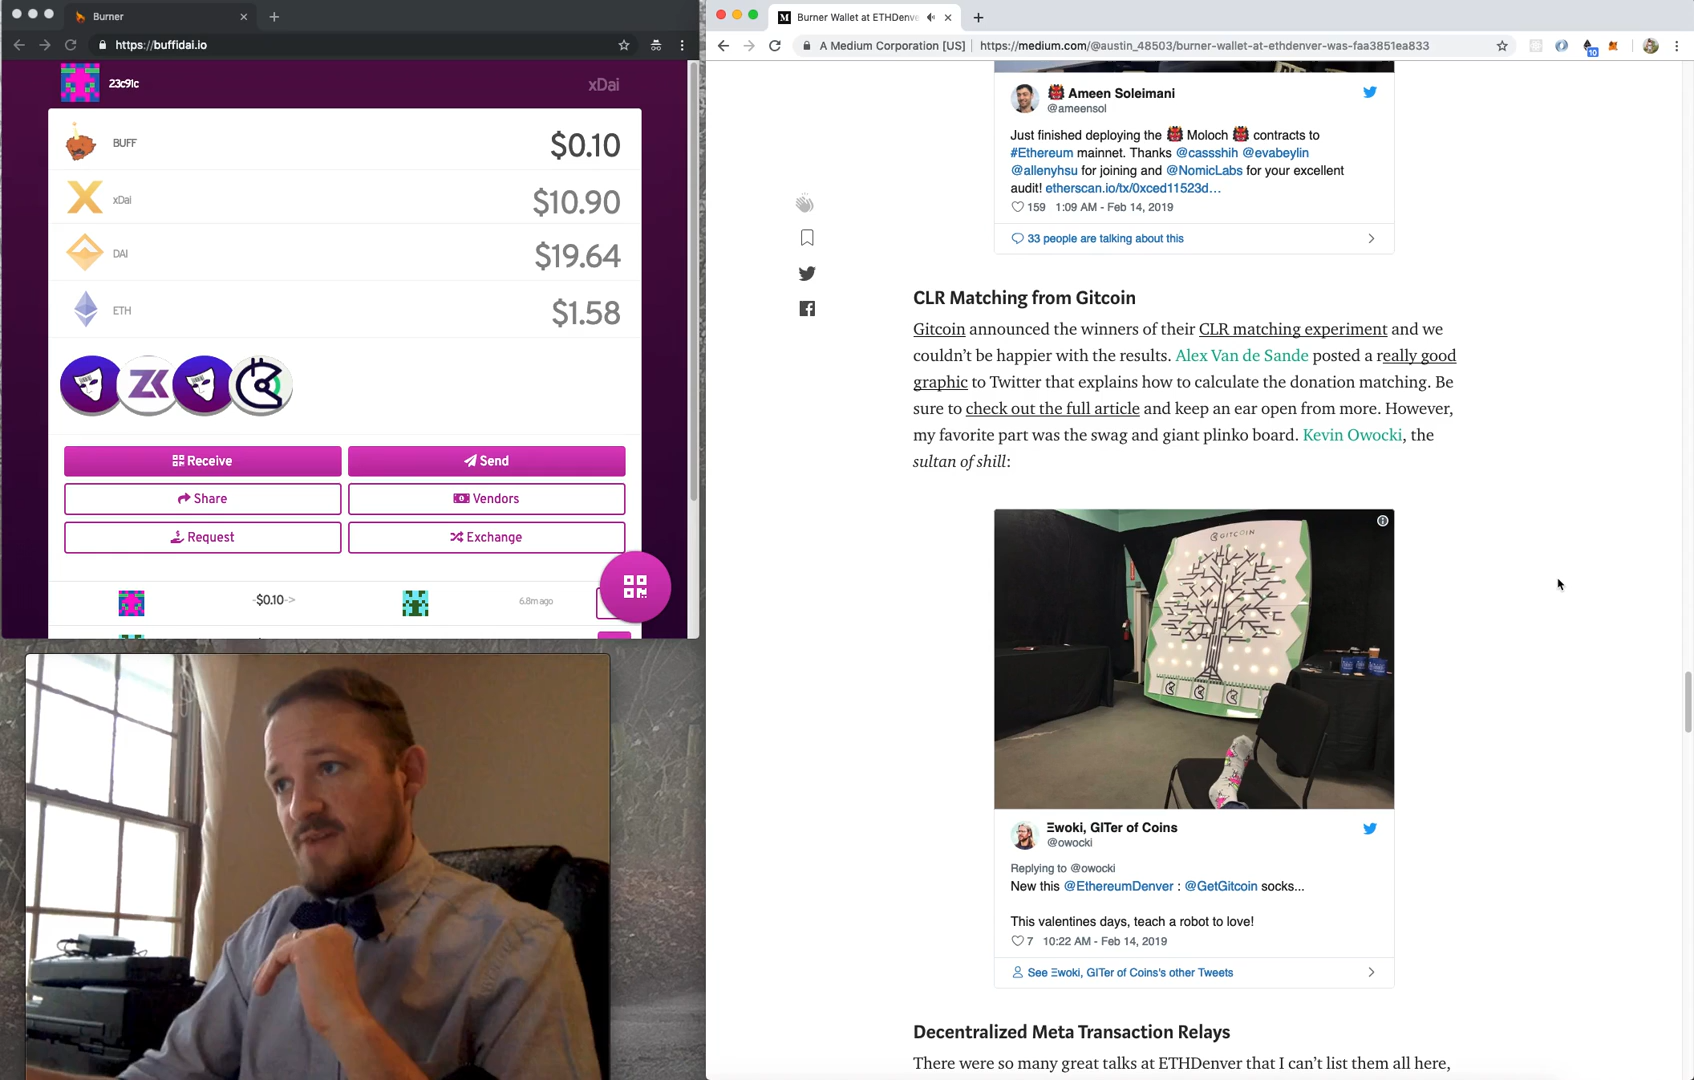 Burner
https://buffidai.io
23c91c
xDai
BUFF
$0.10
xDai
$10.90
DAI
$19.64
ETH
$1.58
Receive
Send
Share
Vendors
Request
Exchange
-$0.10->
6.8m ago
Burner Wallet at ETHDenve
A Medium Corporation [US]
https://medium.com/@austin_48503/burner-wallet-at-ethdenver-was-faa3851ea833
10
Ameen Soleimani
@ameensol
Just finished deploying the 👹 Moloch 👹 contracts to
#Ethereum mainnet. Thanks @cassshih @evabeylin
@allenyhsu for joining and @NomicLabs for your excellent
audit! etherscan.io/tx/0xced11523d…
159 1:09 AM - Feb 14, 2019
33 people are talking about this
CLR Matching from Gitcoin
Gitcoin announced the winners of their CLR matching experiment and we
couldn’t be happier with the results. Alex Van de Sande posted a really good
graphic to Twitter that explains how to calculate the donation matching. Be
sure to check out the full article and keep an ear open from more. However,
my favorite part was the swag and giant plinko board. Kevin Owocki, the
sultan of shill:
GITCOIN
Ξwoki, GITer of Coins
@owocki
Replying to @owocki
New this @EthereumDenver : @GetGitcoin socks...
This valentines days, teach a robot to love!
7 10:22 AM - Feb 14, 2019
See Ξwoki, GITer of Coins's other Tweets
Decentralized Meta Transaction Relays
There were so many great talks at ETHDenver that I can’t list them all here,